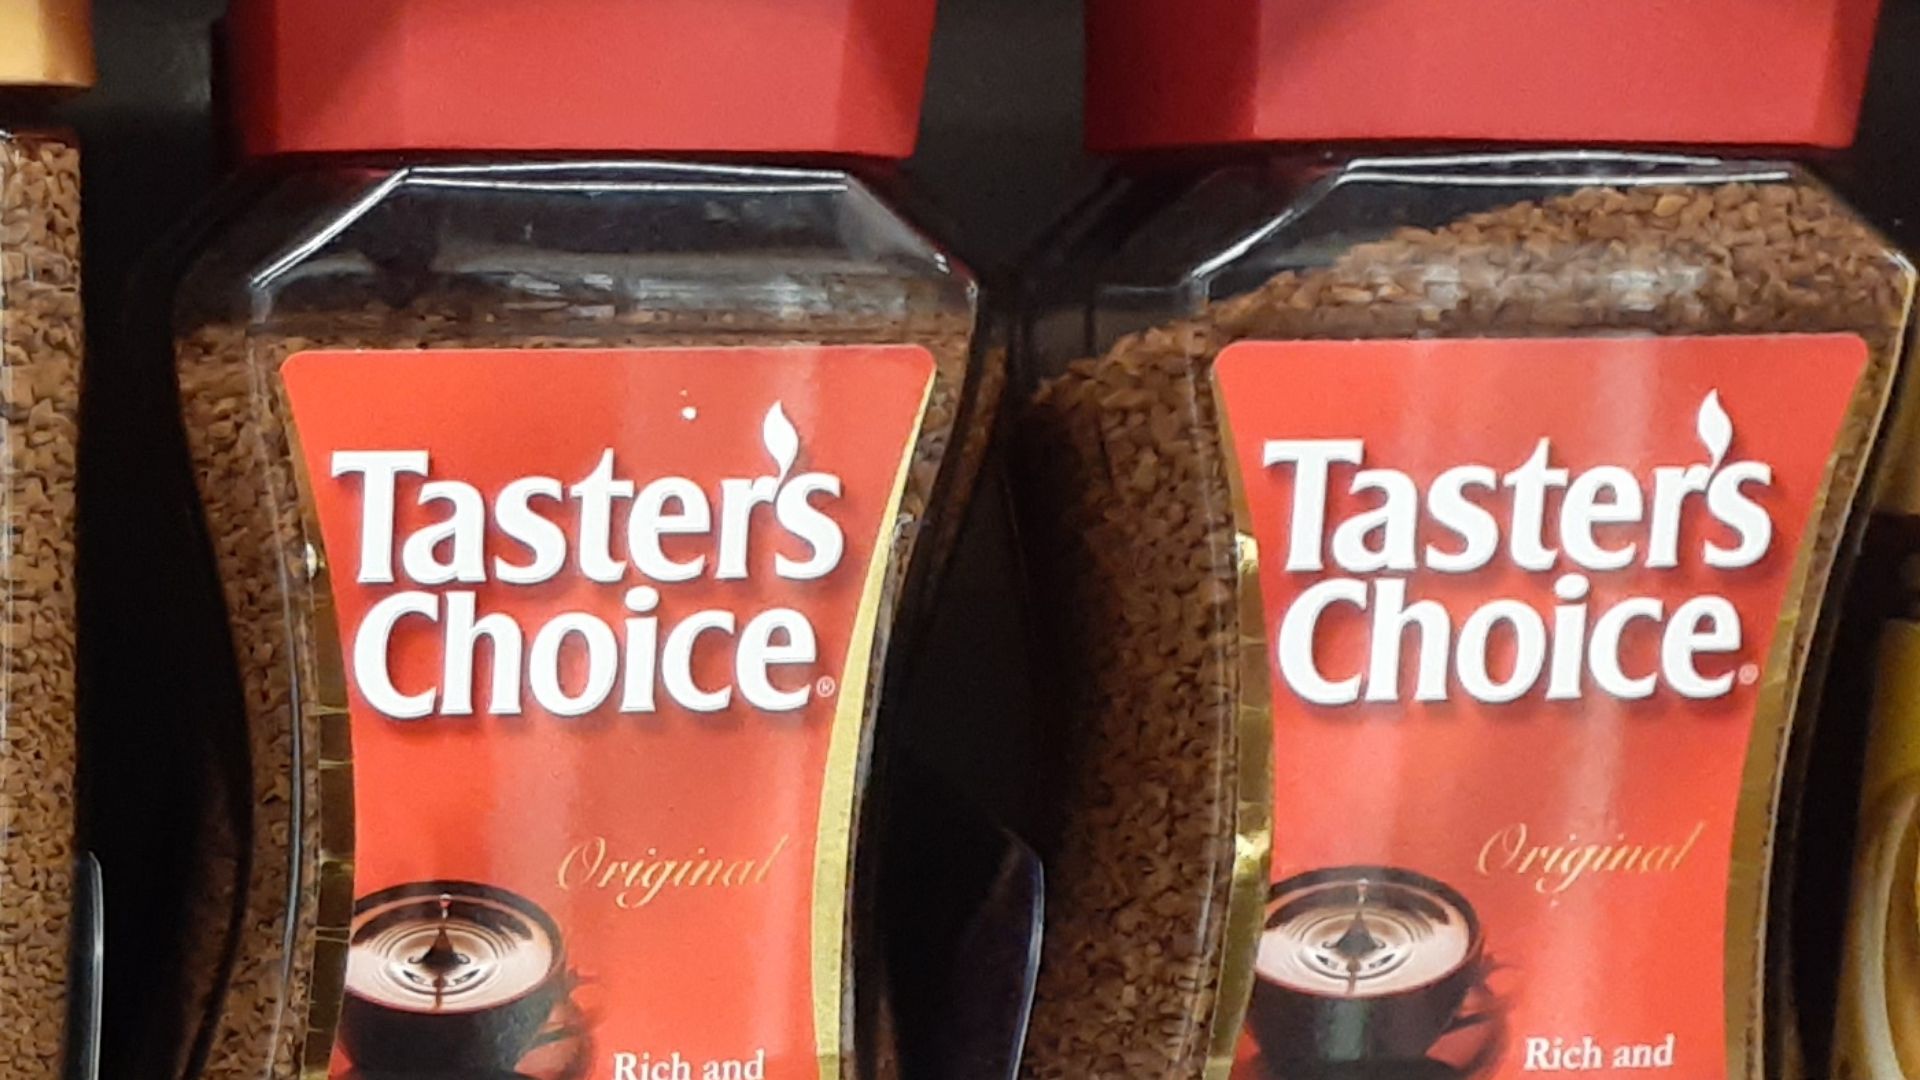 Taster's
Choice®
Original
Rich and
Taster's
Choice®
Original
Rich and